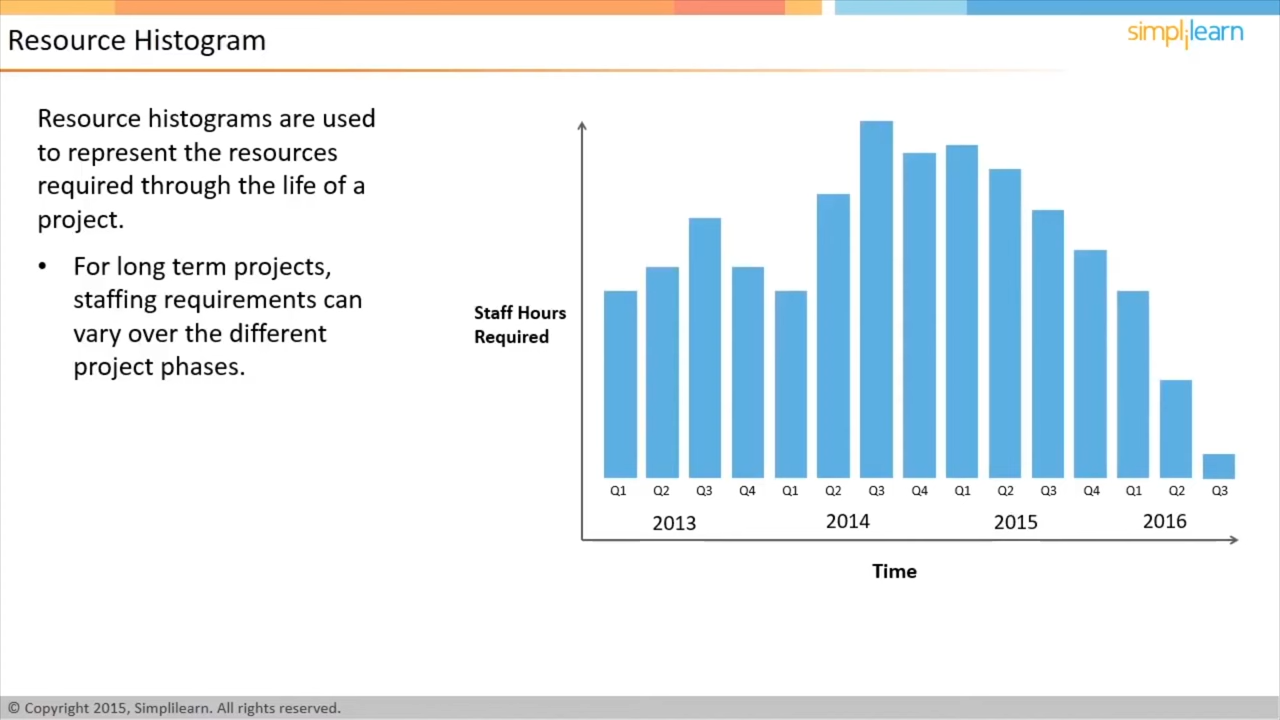 Resource Histogram
simplilearn
Resource histograms are used
to represent the resources
required through the life of a
project.
• For long term projects,
staffing requirements can
vary over the different
project phases.
Staff Hours
Required
Q1 Q2 Q3 Q4 Q1 Q2 Q3 Q4 Q1 Q2 Q3 Q4 Q1 Q2 Q3
2013 2014 2015 2016
Time
© Copyright 2015, Simplilearn. All rights reserved.